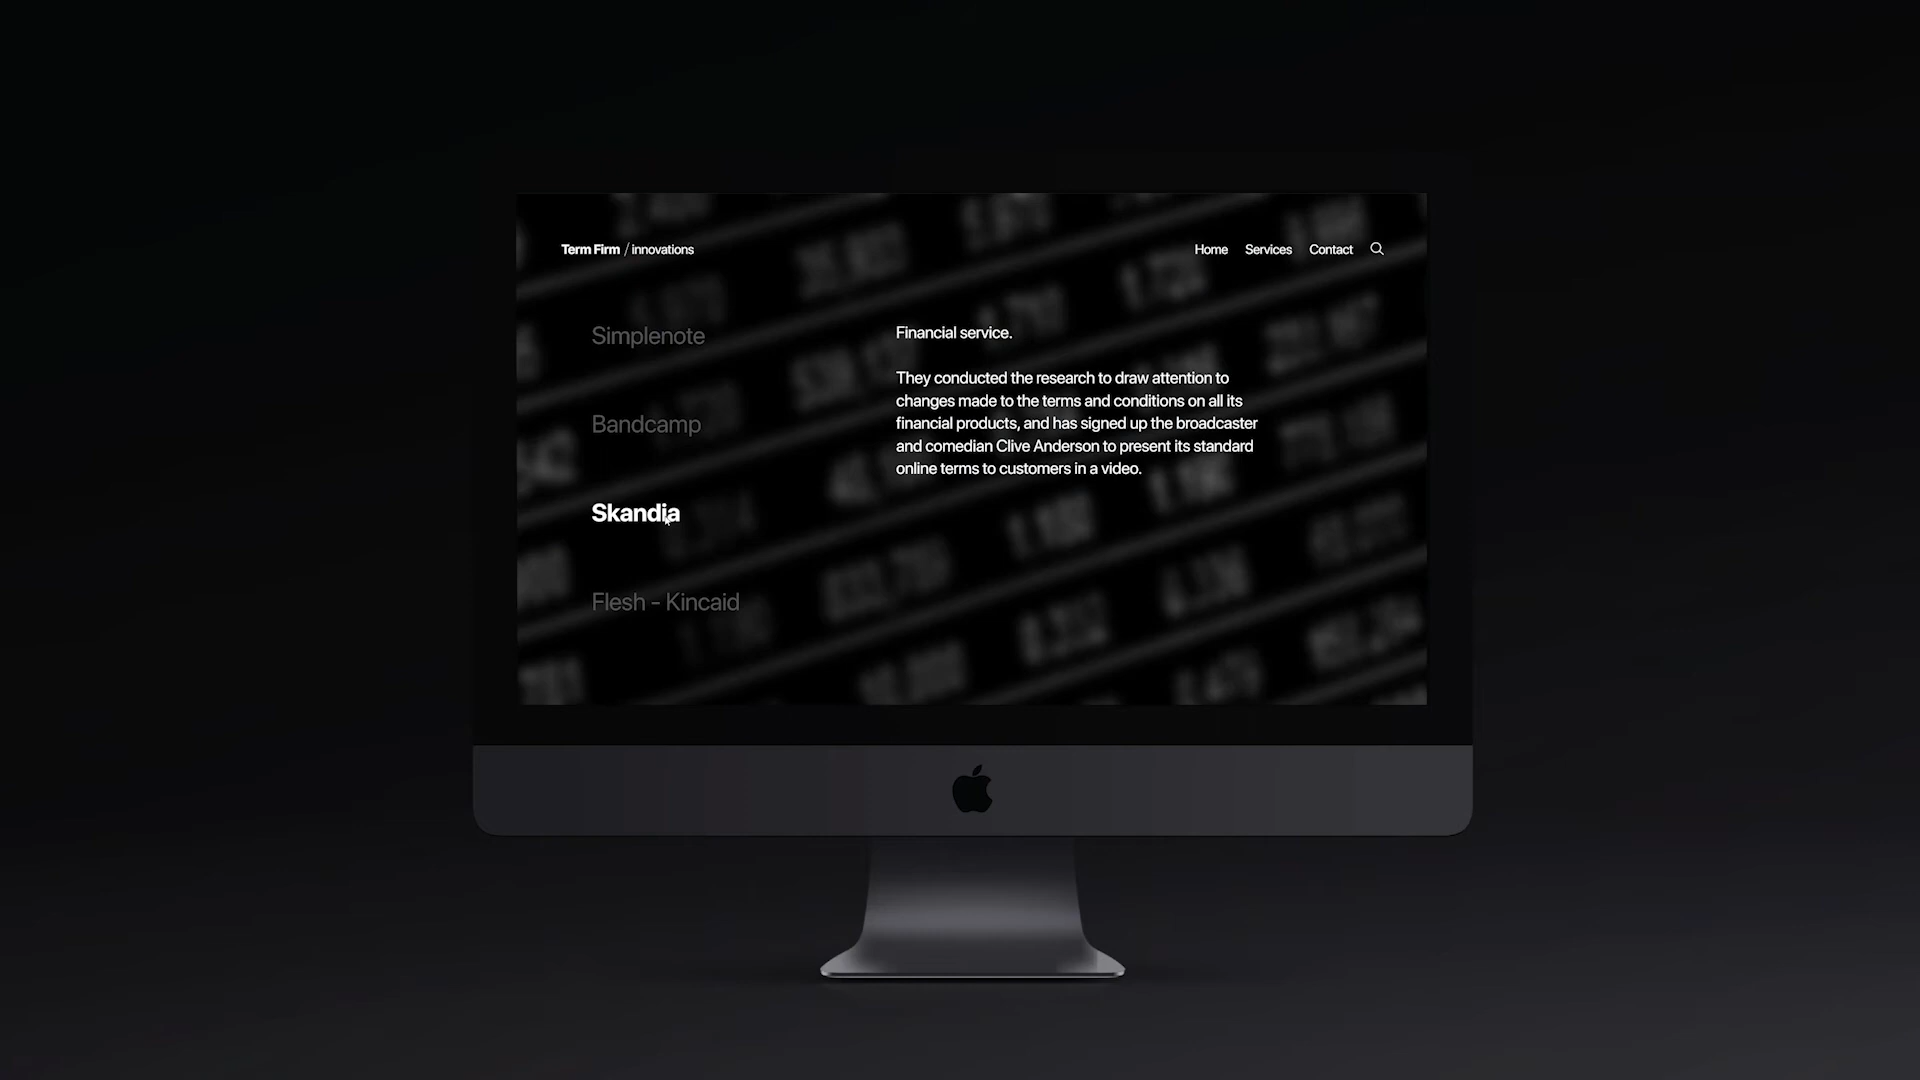 Term Firm / innovations
Home Services Contact
Simplenote
Bandcamp
Skandia
Flesh - Kincaid
Financial service.
They conducted the research to draw attention to
changes made to the terms and conditions on all its
financial products, and has signed up the broadcaster
and comedian Clive Anderson to present its standard
online terms to customers in a video.